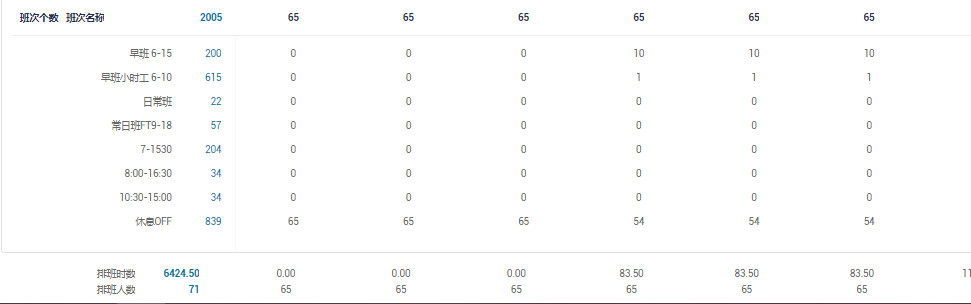 班次个数 班次名称 2005 65 65 65 65 65 65
早班 6-15 200 0 0 0 10 10 10
早班小时工 6-10 615 0 0 0 1 1 1
日常班 22 0 0 0 0 0 0
常日班FT9-18 57 0 0 0 0 0 0
7-1530 204 0 0 0 0 0 0
8:00-16:30 34 0 0 0 0 0 0
10:30-15:00 34 0 0 0 0 0 0
休息OFF 839 65 65 65 54 54 54
排班时数 6424.50 0.00 0.00 0.00 83.50 83.50 83.50
排班人数 71 65 65 65 65 65 65